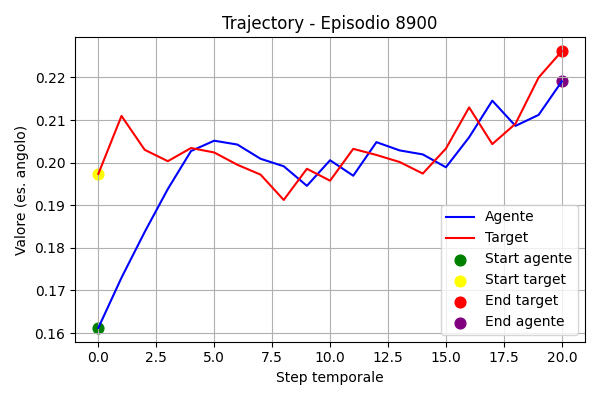 Trajectory - Episodio 8900
Valore (es. angolo)
0.22
0.21
0.20
0.19
0.18
0.17
0.16
0.0
2.5
5.0
7.5
10.0
12.5
15.0
17.5
20.0
Step temporale
Agente
Target
Start agente
Start target
End target
End agente